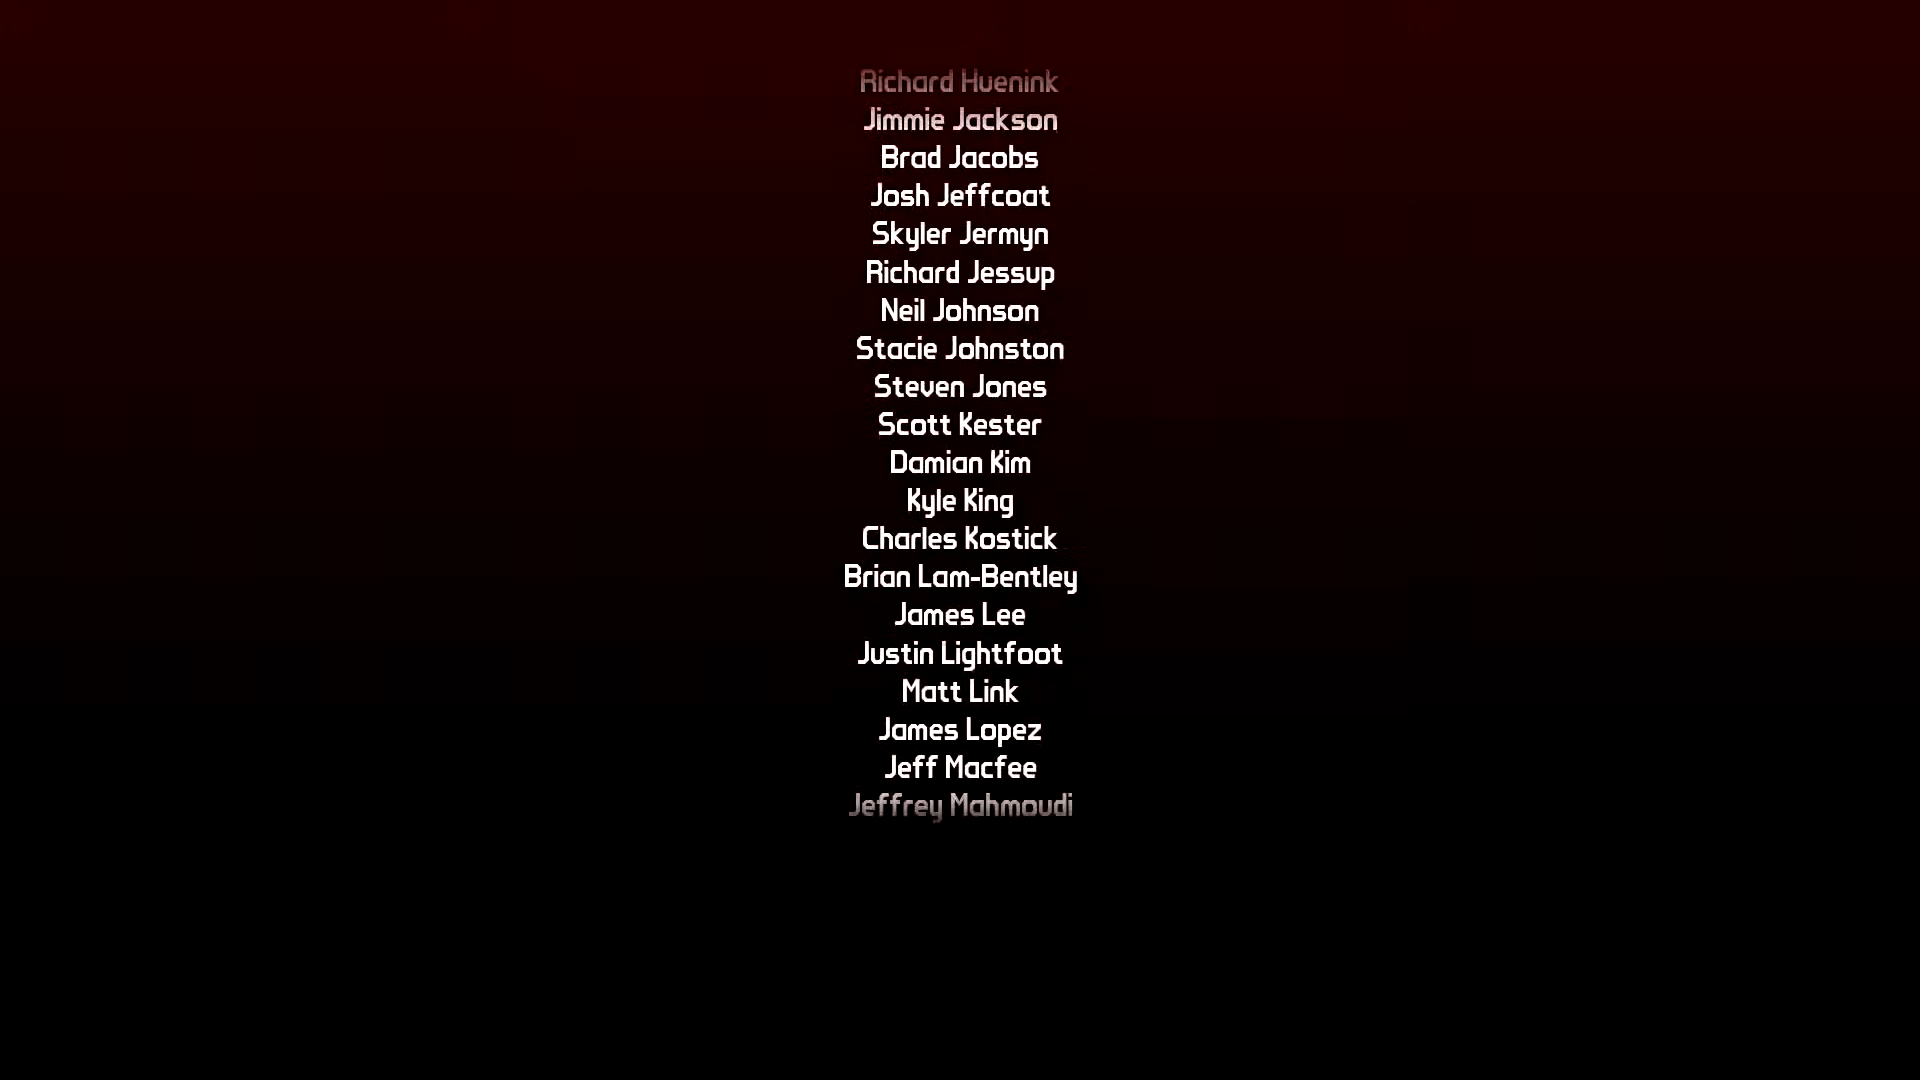 Richard Huenink
Jimmie Jackson
Brad Jacobs
Josh Jeffcoat
Skyler Jermyn
Richard Jessup
Neil Johnson
Stacie Johnston
Steven Jones
Scott Kester
Damian Kim
Kyle King
Charles Kostick
Brian Lam-Bentley
James Lee
Justin Lightfoot
Matt Link
James Lopez
Jeff Macfee
Jeffrey Mahmoudi